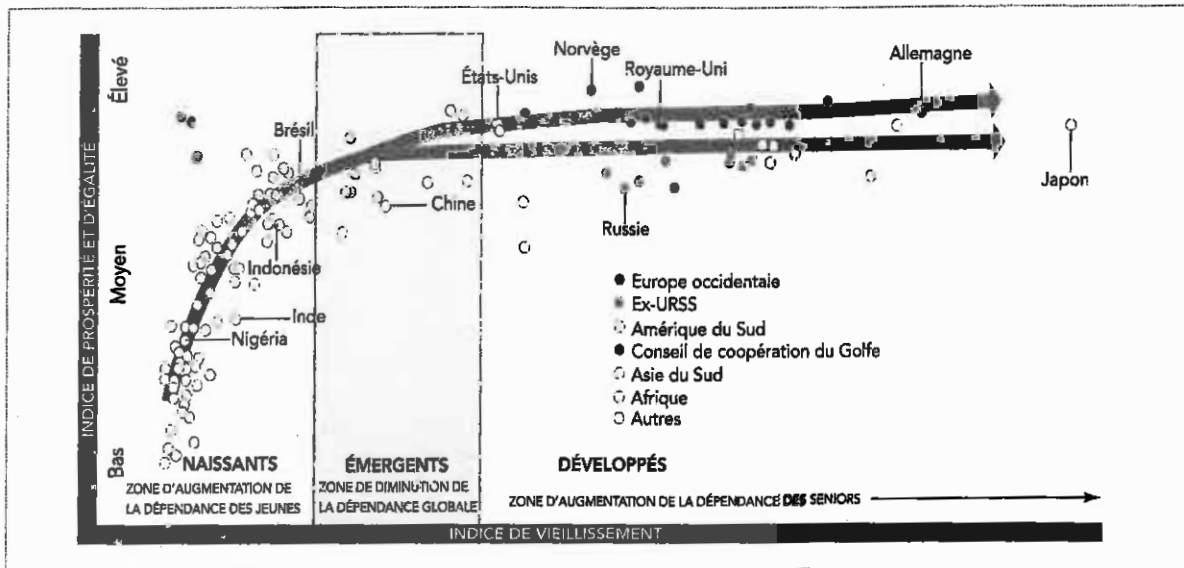 INDICE DE PROSPÉRITÉ ET D'ÉGALITÉ
Élevé
Moyen
Bas
Norvège
Allemagne
États-Unis
Royaume-Uni
Brésil
Japon
Chine
Russie
Indonésie
Inde
Nigéria
Europe occidentale
Ex-URSS
Amérique du Sud
Conseil de coopération du Golfe
Asie du Sud
Afrique
Autres
NAISSANTS
ZONE D'AUGMENTATION DE
LA DÉPENDANCE DES JEUNES
ÉMERGENTS
ZONE DE DIMINUTION DE
LA DÉPENDANCE GLOBALE
DÉVELOPPÉS
ZONE D'AUGMENTATION DE LA DÉPENDANCE DES SENIORS
INDICE DE VIEILLISSEMENT